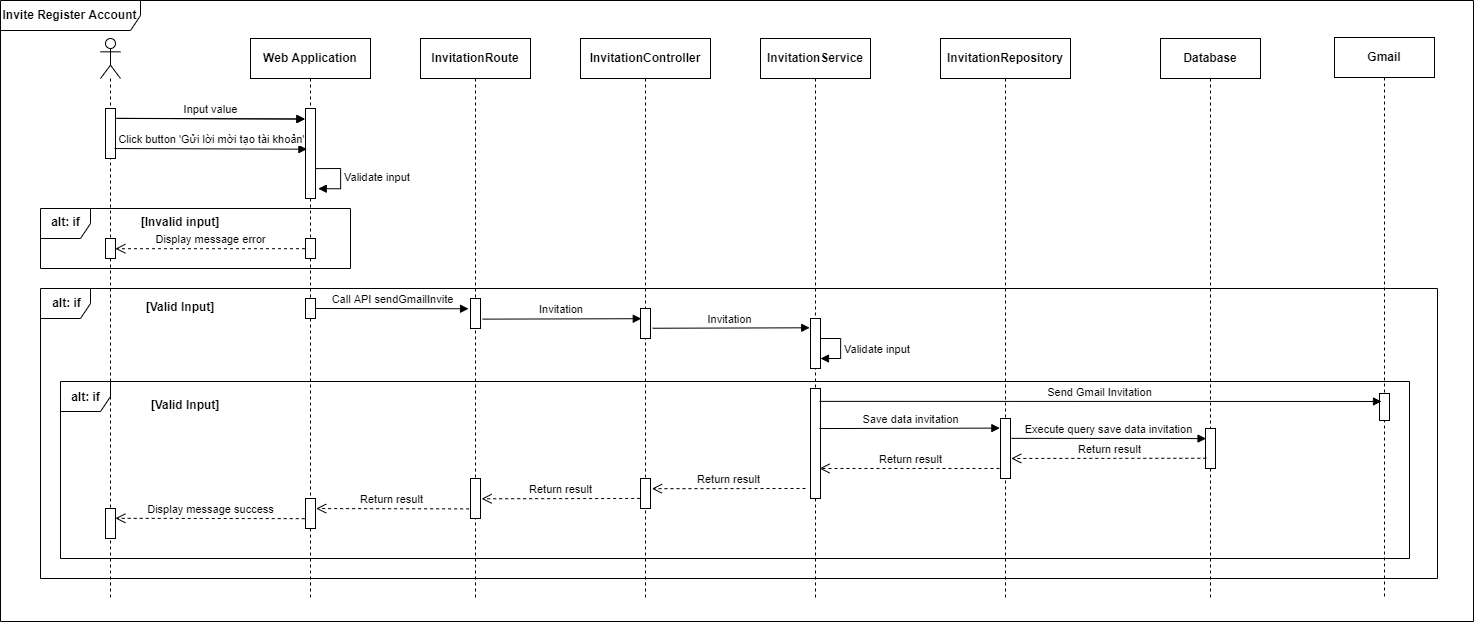 Invite Register Account
Web Application
InvitationRoute
InvitationController
InvitationService
InvitationRepository
Database
Gmail
Input value
Click button 'Gửi lời mời tạo tài khoản'
Validate input
alt: if
[Invalid input]
Display message error
alt: if
[Valid Input]
Call API sendGmailInvite
Invitation
Invitation
Validate input
alt: if
[Valid Input]
Send Gmail Invitation
Save data invitation
Execute query save data invitation
Return result
Return result
Return result
Return result
Return result
Display message success